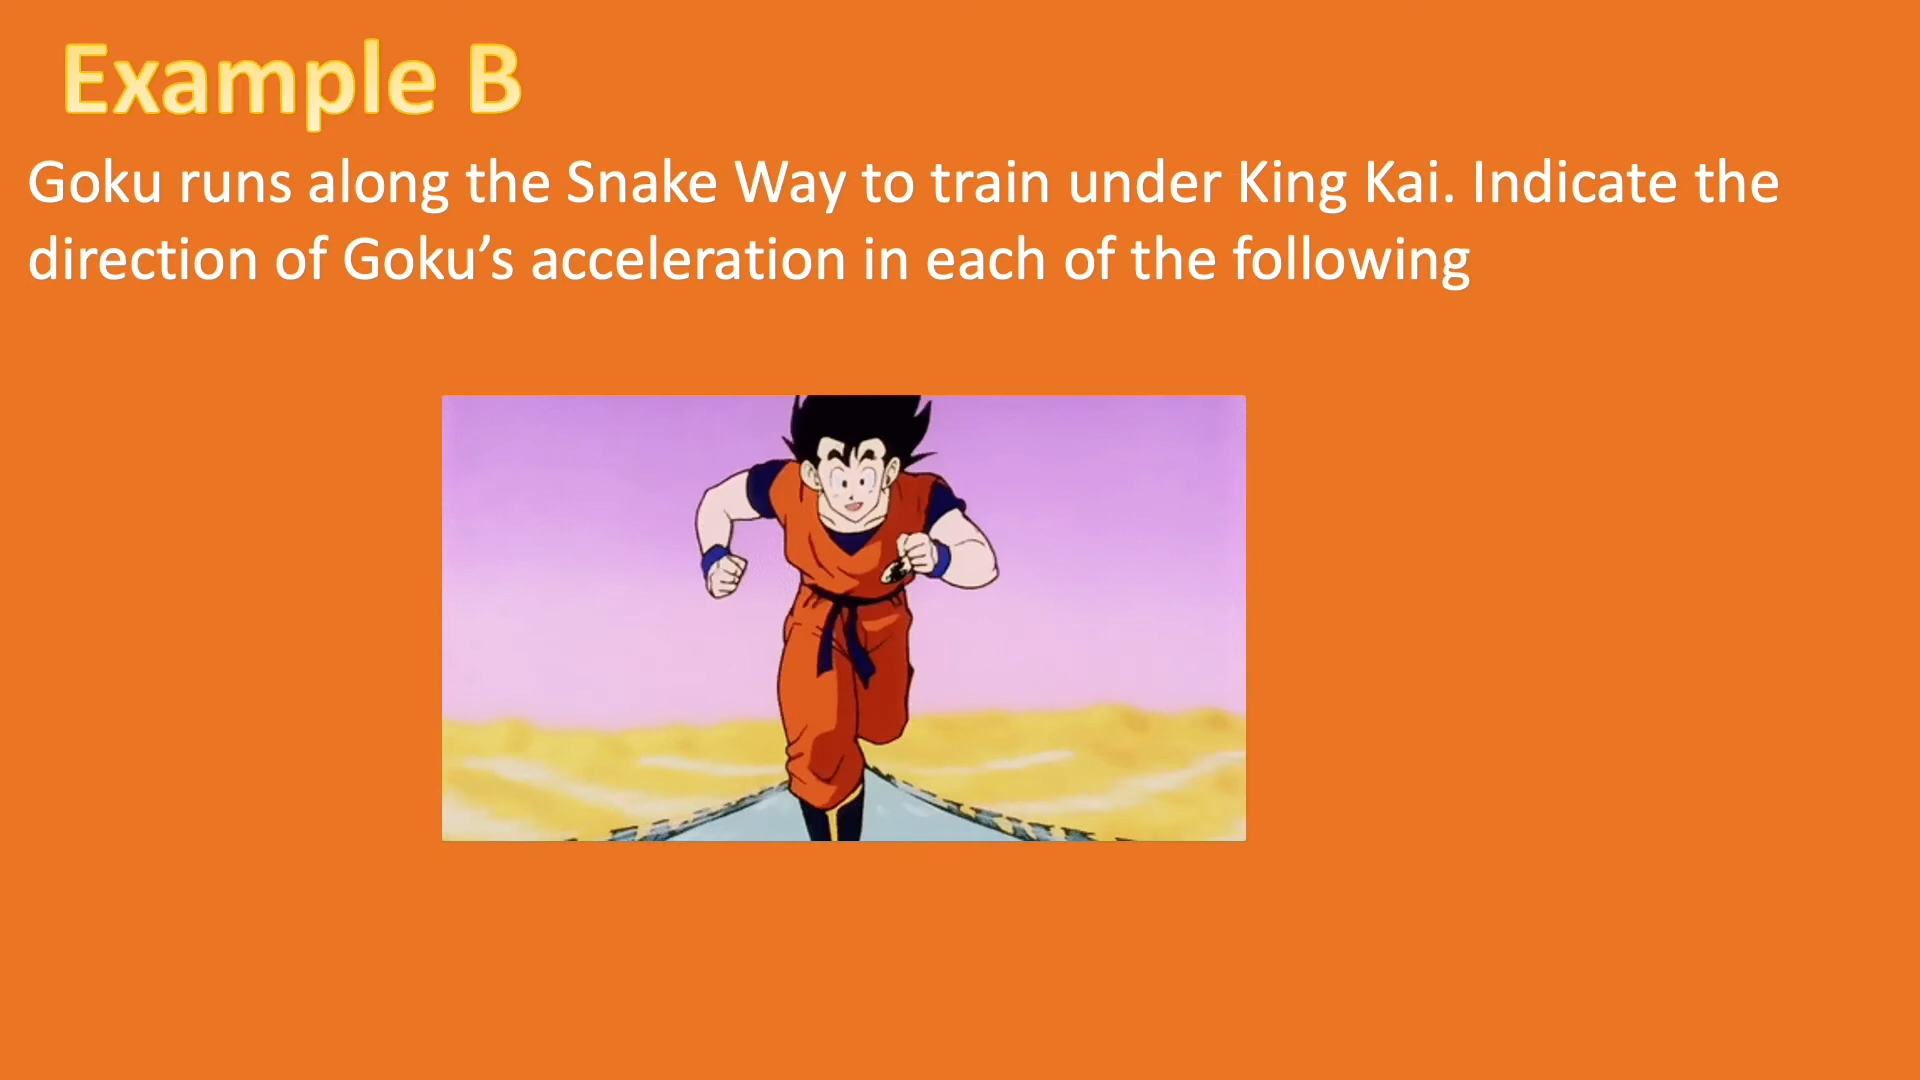 Example B
Goku runs along the Snake Way to train under King Kai. Indicate the
direction of Goku’s acceleration in each of the following